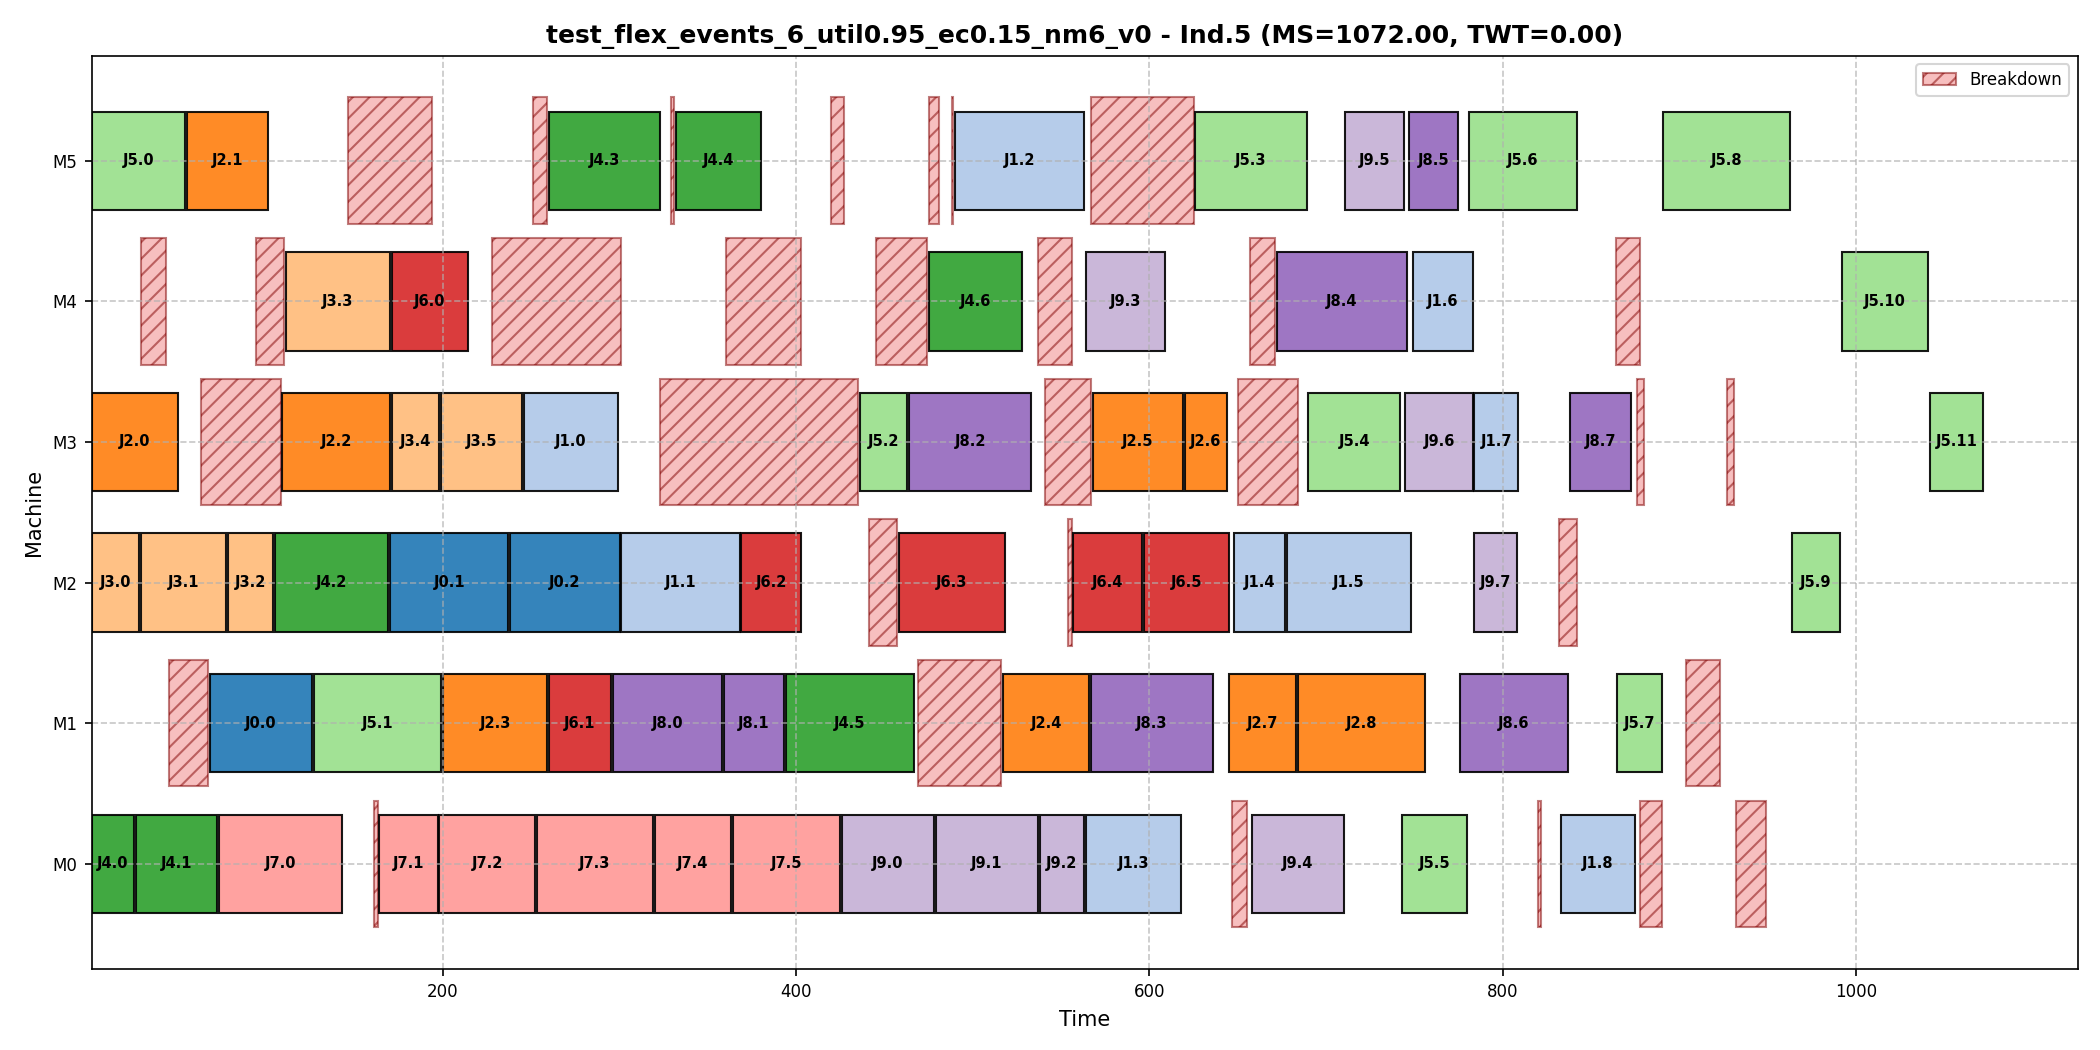 test_flex_events_6_util0.95_ec0.15_nm6_v0 - Ind.5 (MS=1072.00, TWT=0.00)
Breakdown
M5
J5.0 J2.1 J4.3 J4.4 J1.2 J5.3 J9.5 J8.5 J5.6 J5.8
M4
J3.3 J6.0 J4.6 J9.3 J8.4 J1.6 J5.10
M3
J2.0 J2.2 J3.4 J3.5 J1.0 J5.2 J8.2 J2.5 J2.6 J5.4 J9.6 J1.7 J8.7 J5.11
M2
J3.0 J3.1 J3.2 J4.2 J0.1 J0.2 J1.1 J6.2 J6.3 J6.4 J6.5 J1.4 J1.5 J9.7 J5.9
M1
J0.0 J5.1 J2.3 J6.1 J8.0 J8.1 J4.5 J2.4 J8.3 J2.7 J2.8 J8.6 J5.7
M0
J4.0 J4.1 J7.0 J7.1 J7.2 J7.3 J7.4 J7.5 J9.0 J9.1 J9.2 J1.3 J9.4 J5.5 J1.8
Machine
200 400 600 800 1000
Time